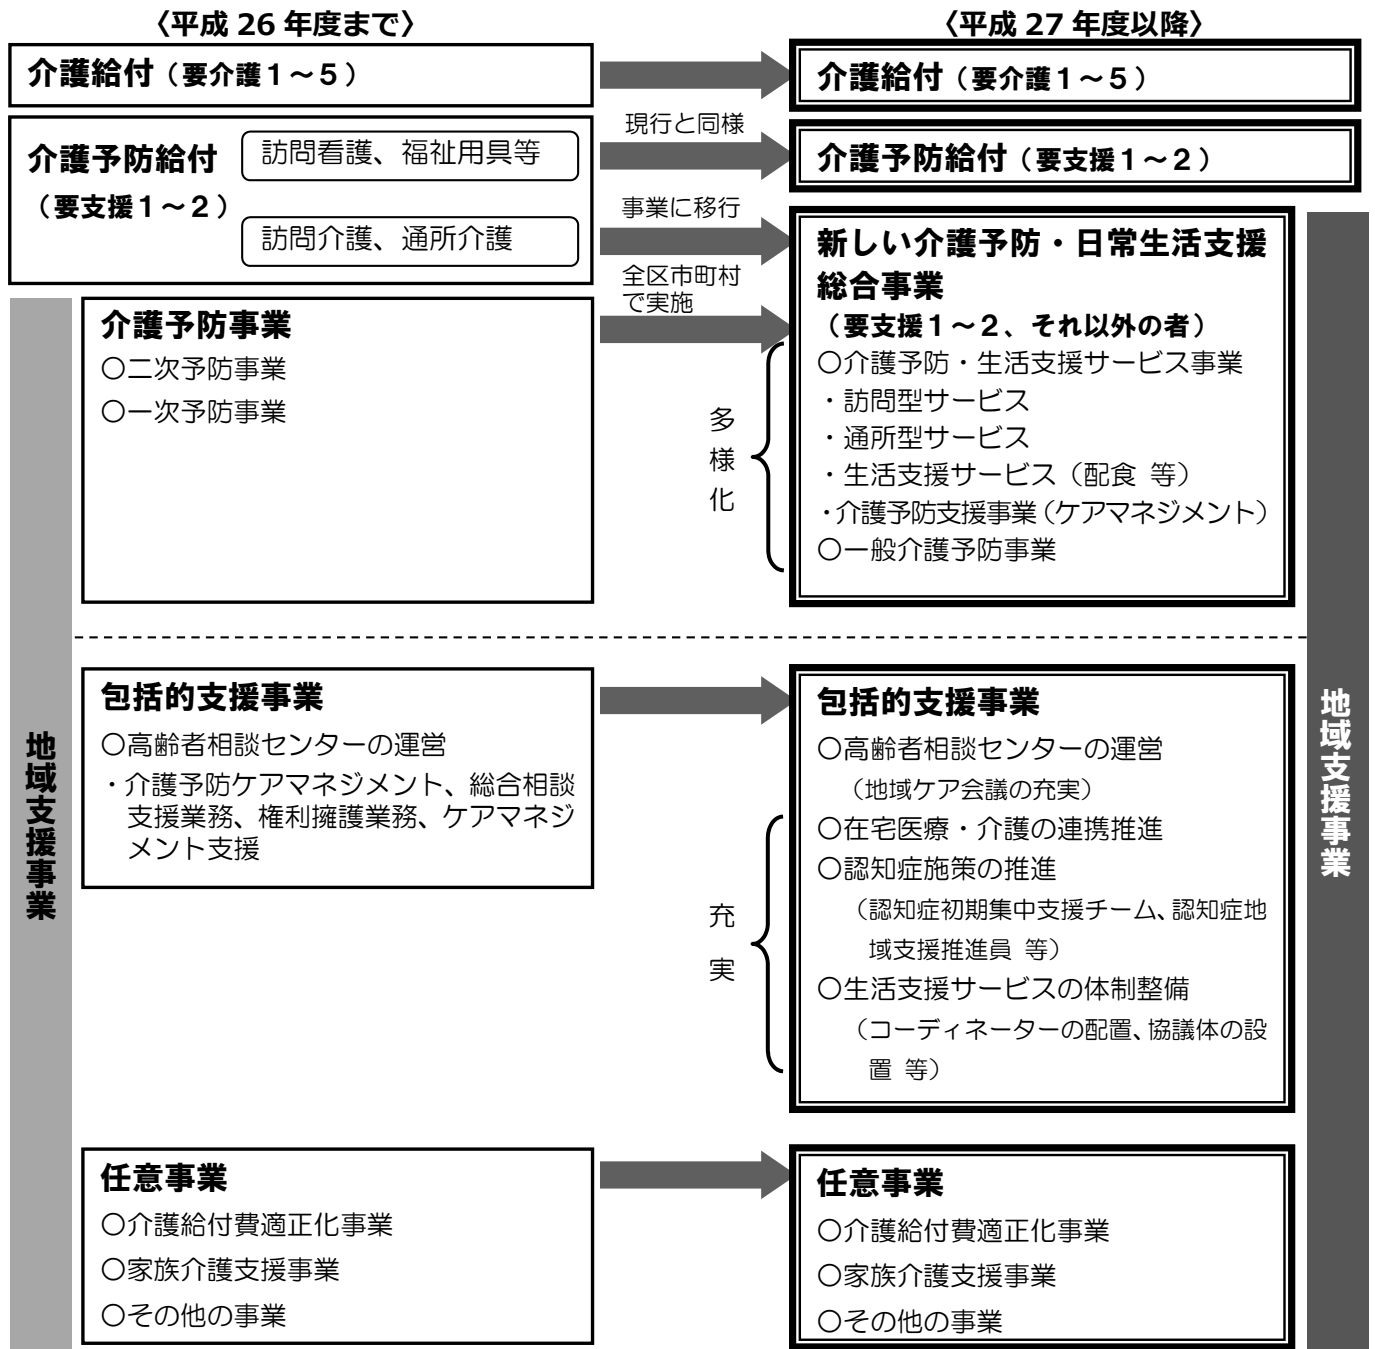 〈平成 26 年度まで〉
〈平成 27 年度以降〉
介護給付（要介護１～５）
介護給付（要介護１～５）
介護予防給付
（要支援１～２）
訪問看護、福祉用具等
訪問介護、通所介護
現行と同様
介護予防給付（要支援１～２）
事業に移行
全区市町村
で実施
介護予防事業
〇二次予防事業
〇一次予防事業
多様化
新しい介護予防・日常生活支援
総合事業
（要支援１～２、それ以外の者）
〇介護予防・生活支援サービス事業
・訪問型サービス
・通所型サービス
・生活支援サービス（配食 等）
・介護予防支援事業（ケアマネジメント）
〇一般介護予防事業
地域支援事業
包括的支援事業
〇高齢者相談センターの運営
・介護予防ケアマネジメント、総合相談
支援業務、権利擁護業務、ケアマネジ
メント支援
充実
包括的支援事業
〇高齢者相談センターの運営
（地域ケア会議の充実）
〇在宅医療・介護の連携推進
〇認知症施策の推進
（認知症初期集中支援チーム、認知症地
域支援推進員 等）
〇生活支援サービスの体制整備
（コーディネーターの配置、協議体の設
置 等）
地域支援事業
任意事業
〇介護給付費適正化事業
〇家族介護支援事業
〇その他の事業
任意事業
〇介護給付費適正化事業
〇家族介護支援事業
〇その他の事業